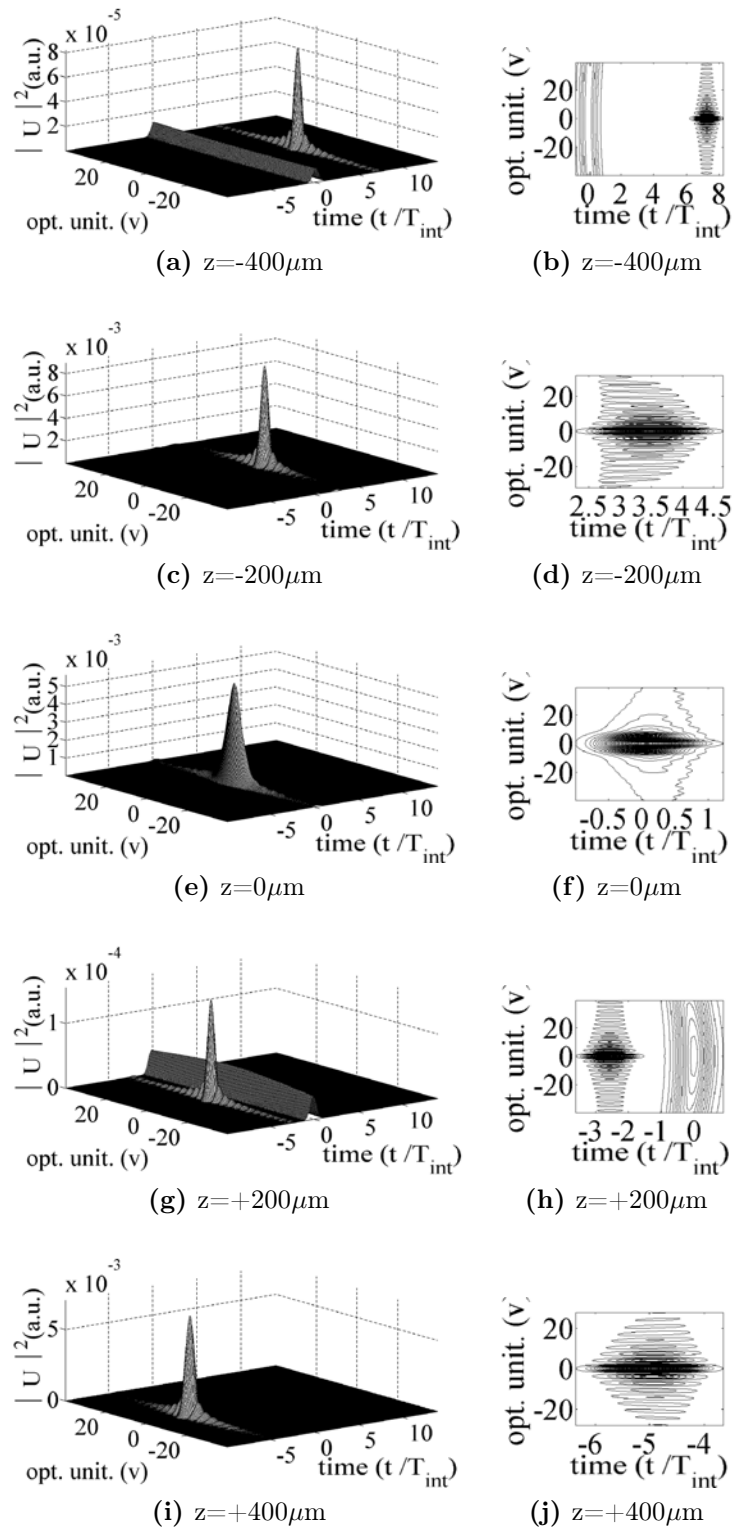 x 10^-5
8
6
4
2
| U |^2 (a.u.)
20
0
-20
opt. unit. (v)
-5
0
5
10
time (t /T_int)
(a) z=-400μm
opt. unit. (v)
20
0
-20
0 2 4 6 8
time (t /T_int)
(b) z=-400μm
x 10^-3
8
6
4
2
| U |^2 (a.u.)
20
0
-20
opt. unit. (v)
-5
0
5
10
time (t /T_int)
(c) z=-200μm
opt. unit. (v)
20
0
-20
2.5 3 3.5 4 4.5
time (t /T_int)
(d) z=-200μm
x 10^-3
5
4
3
2
1
| U |^2 (a.u.)
20
0
-20
opt. unit. (v)
-5
0
5
10
time (t /T_int)
(e) z=0μm
opt. unit. (v)
20
0
-20
-0.5 0 0.5 1
time (t /T_int)
(f) z=0μm
x 10^-4
1
0
| U |^2 (a.u.)
20
0
-20
opt. unit. (v)
-5
0
5
10
time (t /T_int)
(g) z=+200μm
opt. unit. (v)
20
0
-20
-3 -2 -1 0
time (t /T_int)
(h) z=+200μm
x 10^-3
5
0
| U |^2 (a.u.)
20
0
-20
opt. unit. (v)
-5
0
5
10
time (t /T_int)
(i) z=+400μm
opt. unit. (v)
20
0
-20
-6 -5 -4
time (t /T_int)
(j) z=+400μm